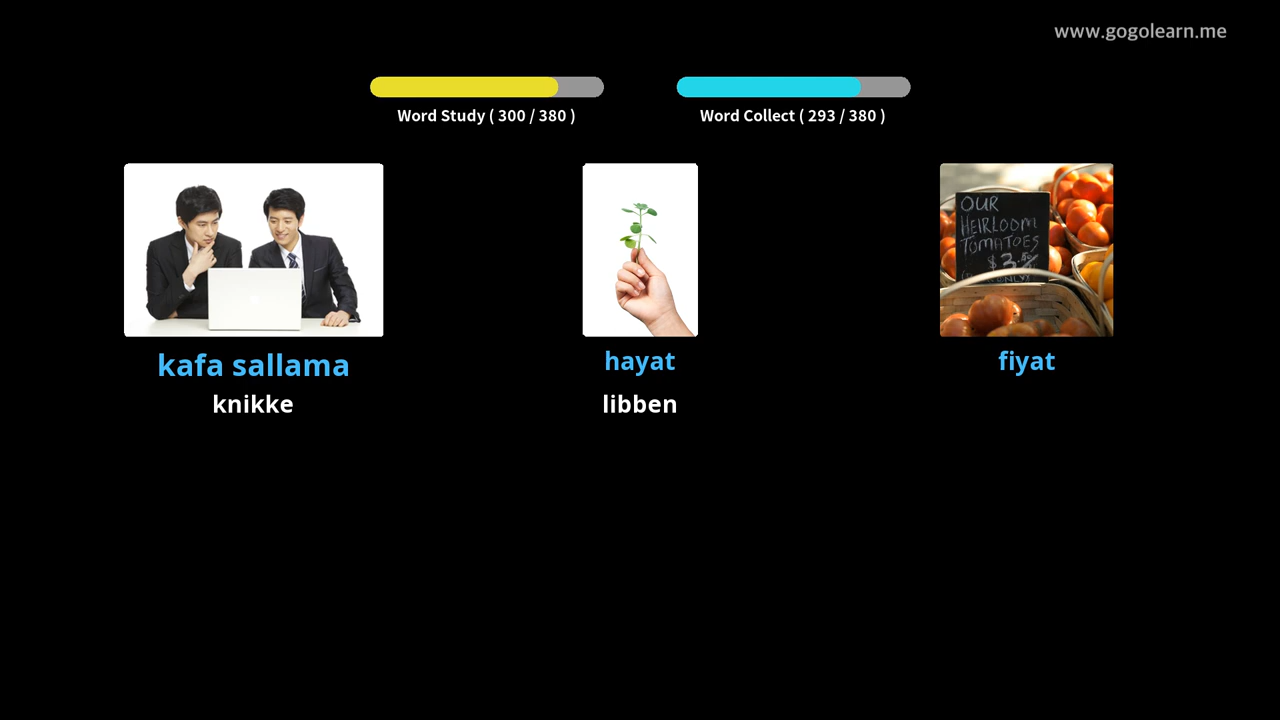 www.gogolearn.me
Word Study ( 300 / 380 )
Word Collect ( 293 / 380 )
OUR
HEIRLOOM
TOMATOES
kafa sallama
hayat
fiyat
knikke
libben